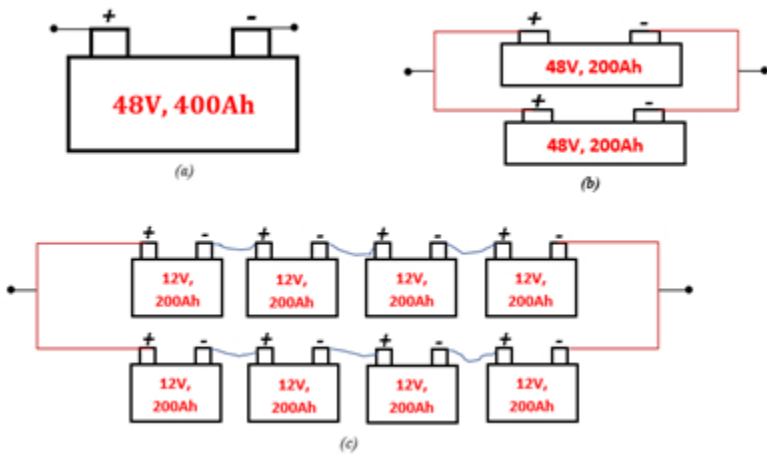 + -
48V, 400Ah
(a)
+ -
48V, 200Ah
+ -
48V, 200Ah
(b)
+ - + - + - + -
12V, 12V, 12V, 12V,
200Ah 200Ah 200Ah 200Ah
+ - + - + - + -
12V, 12V, 12V, 12V,
200Ah 200Ah 200Ah 200Ah
(c)